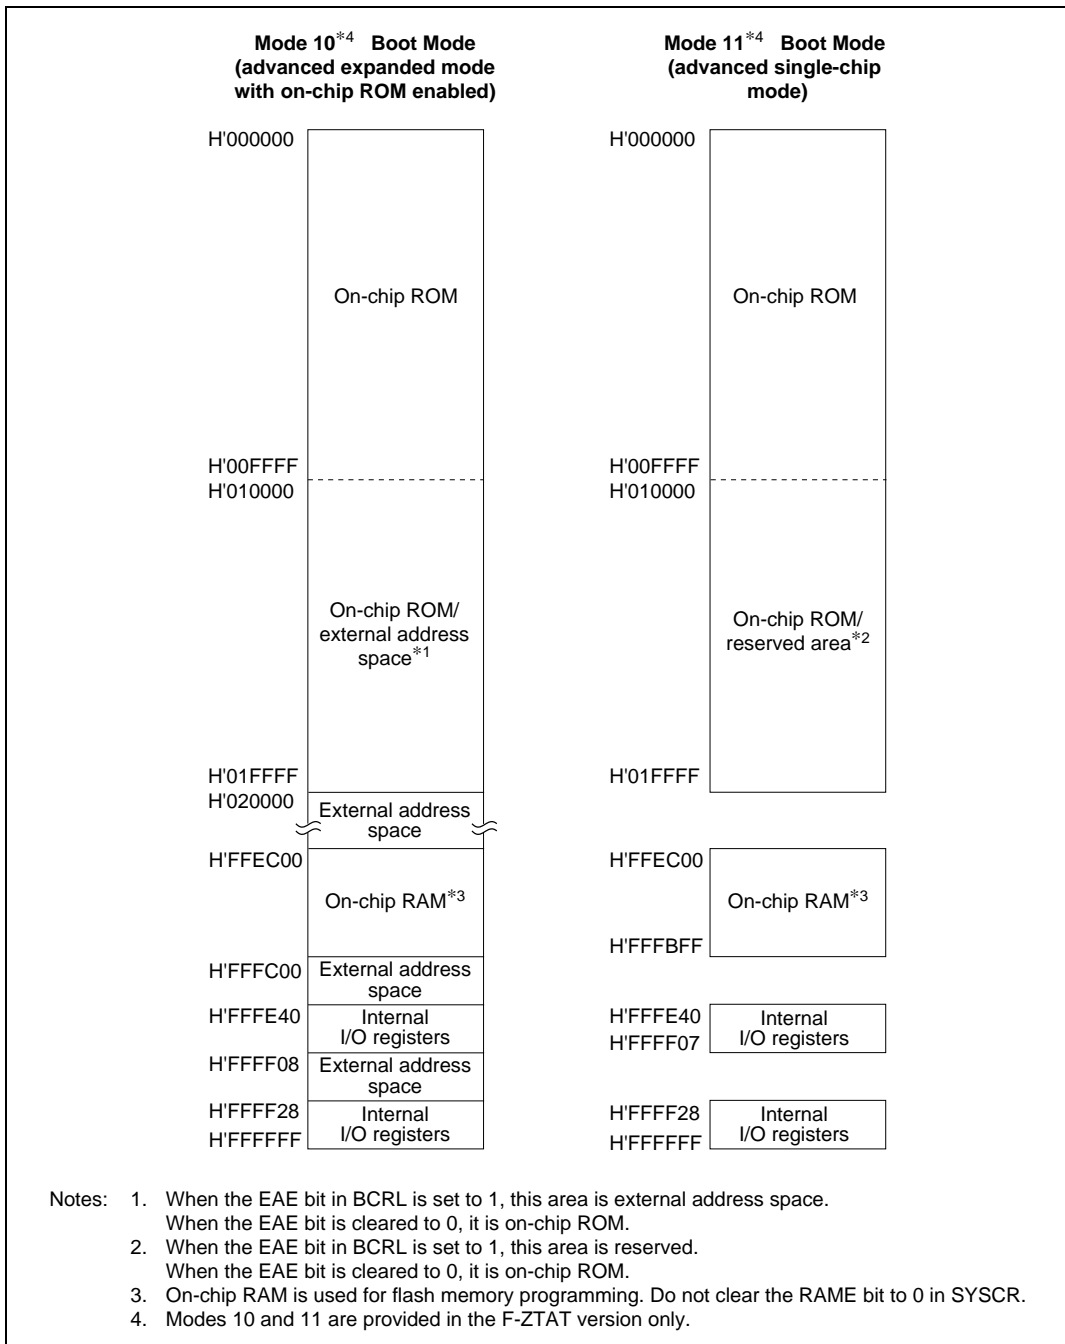 Mode 10*4 Boot Mode
(advanced expanded mode
with on-chip ROM enabled)
H'000000
On-chip ROM
H'00FFFF
H'010000
On-chip ROM/
external address
space*1
H'01FFFF
H'020000
External address
space
H'FFEC00
On-chip RAM*3
H'FFFC00
External address
space
H'FFFE40
Internal
I/O registers
H'FFFF08
External address
space
H'FFFF28
Internal
I/O registers
H'FFFFFF
Mode 11*4 Boot Mode
(advanced single-chip
mode)
H'000000
On-chip ROM
H'00FFFF
H'010000
On-chip ROM/
reserved area*2
H'01FFFF
H'FFEC00
On-chip RAM*3
H'FFFBFF
H'FFFE40
Internal
I/O registers
H'FFFF07
H'FFFF28
Internal
I/O registers
H'FFFFFF
Notes: 1. When the EAE bit in BCRL is set to 1, this area is external address space.
When the EAE bit is cleared to 0, it is on-chip ROM.
2. When the EAE bit in BCRL is set to 1, this area is reserved.
When the EAE bit is cleared to 0, it is on-chip ROM.
3. On-chip RAM is used for flash memory programming. Do not clear the RAME bit to 0 in SYSCR.
4. Modes 10 and 11 are provided in the F-ZTAT version only.